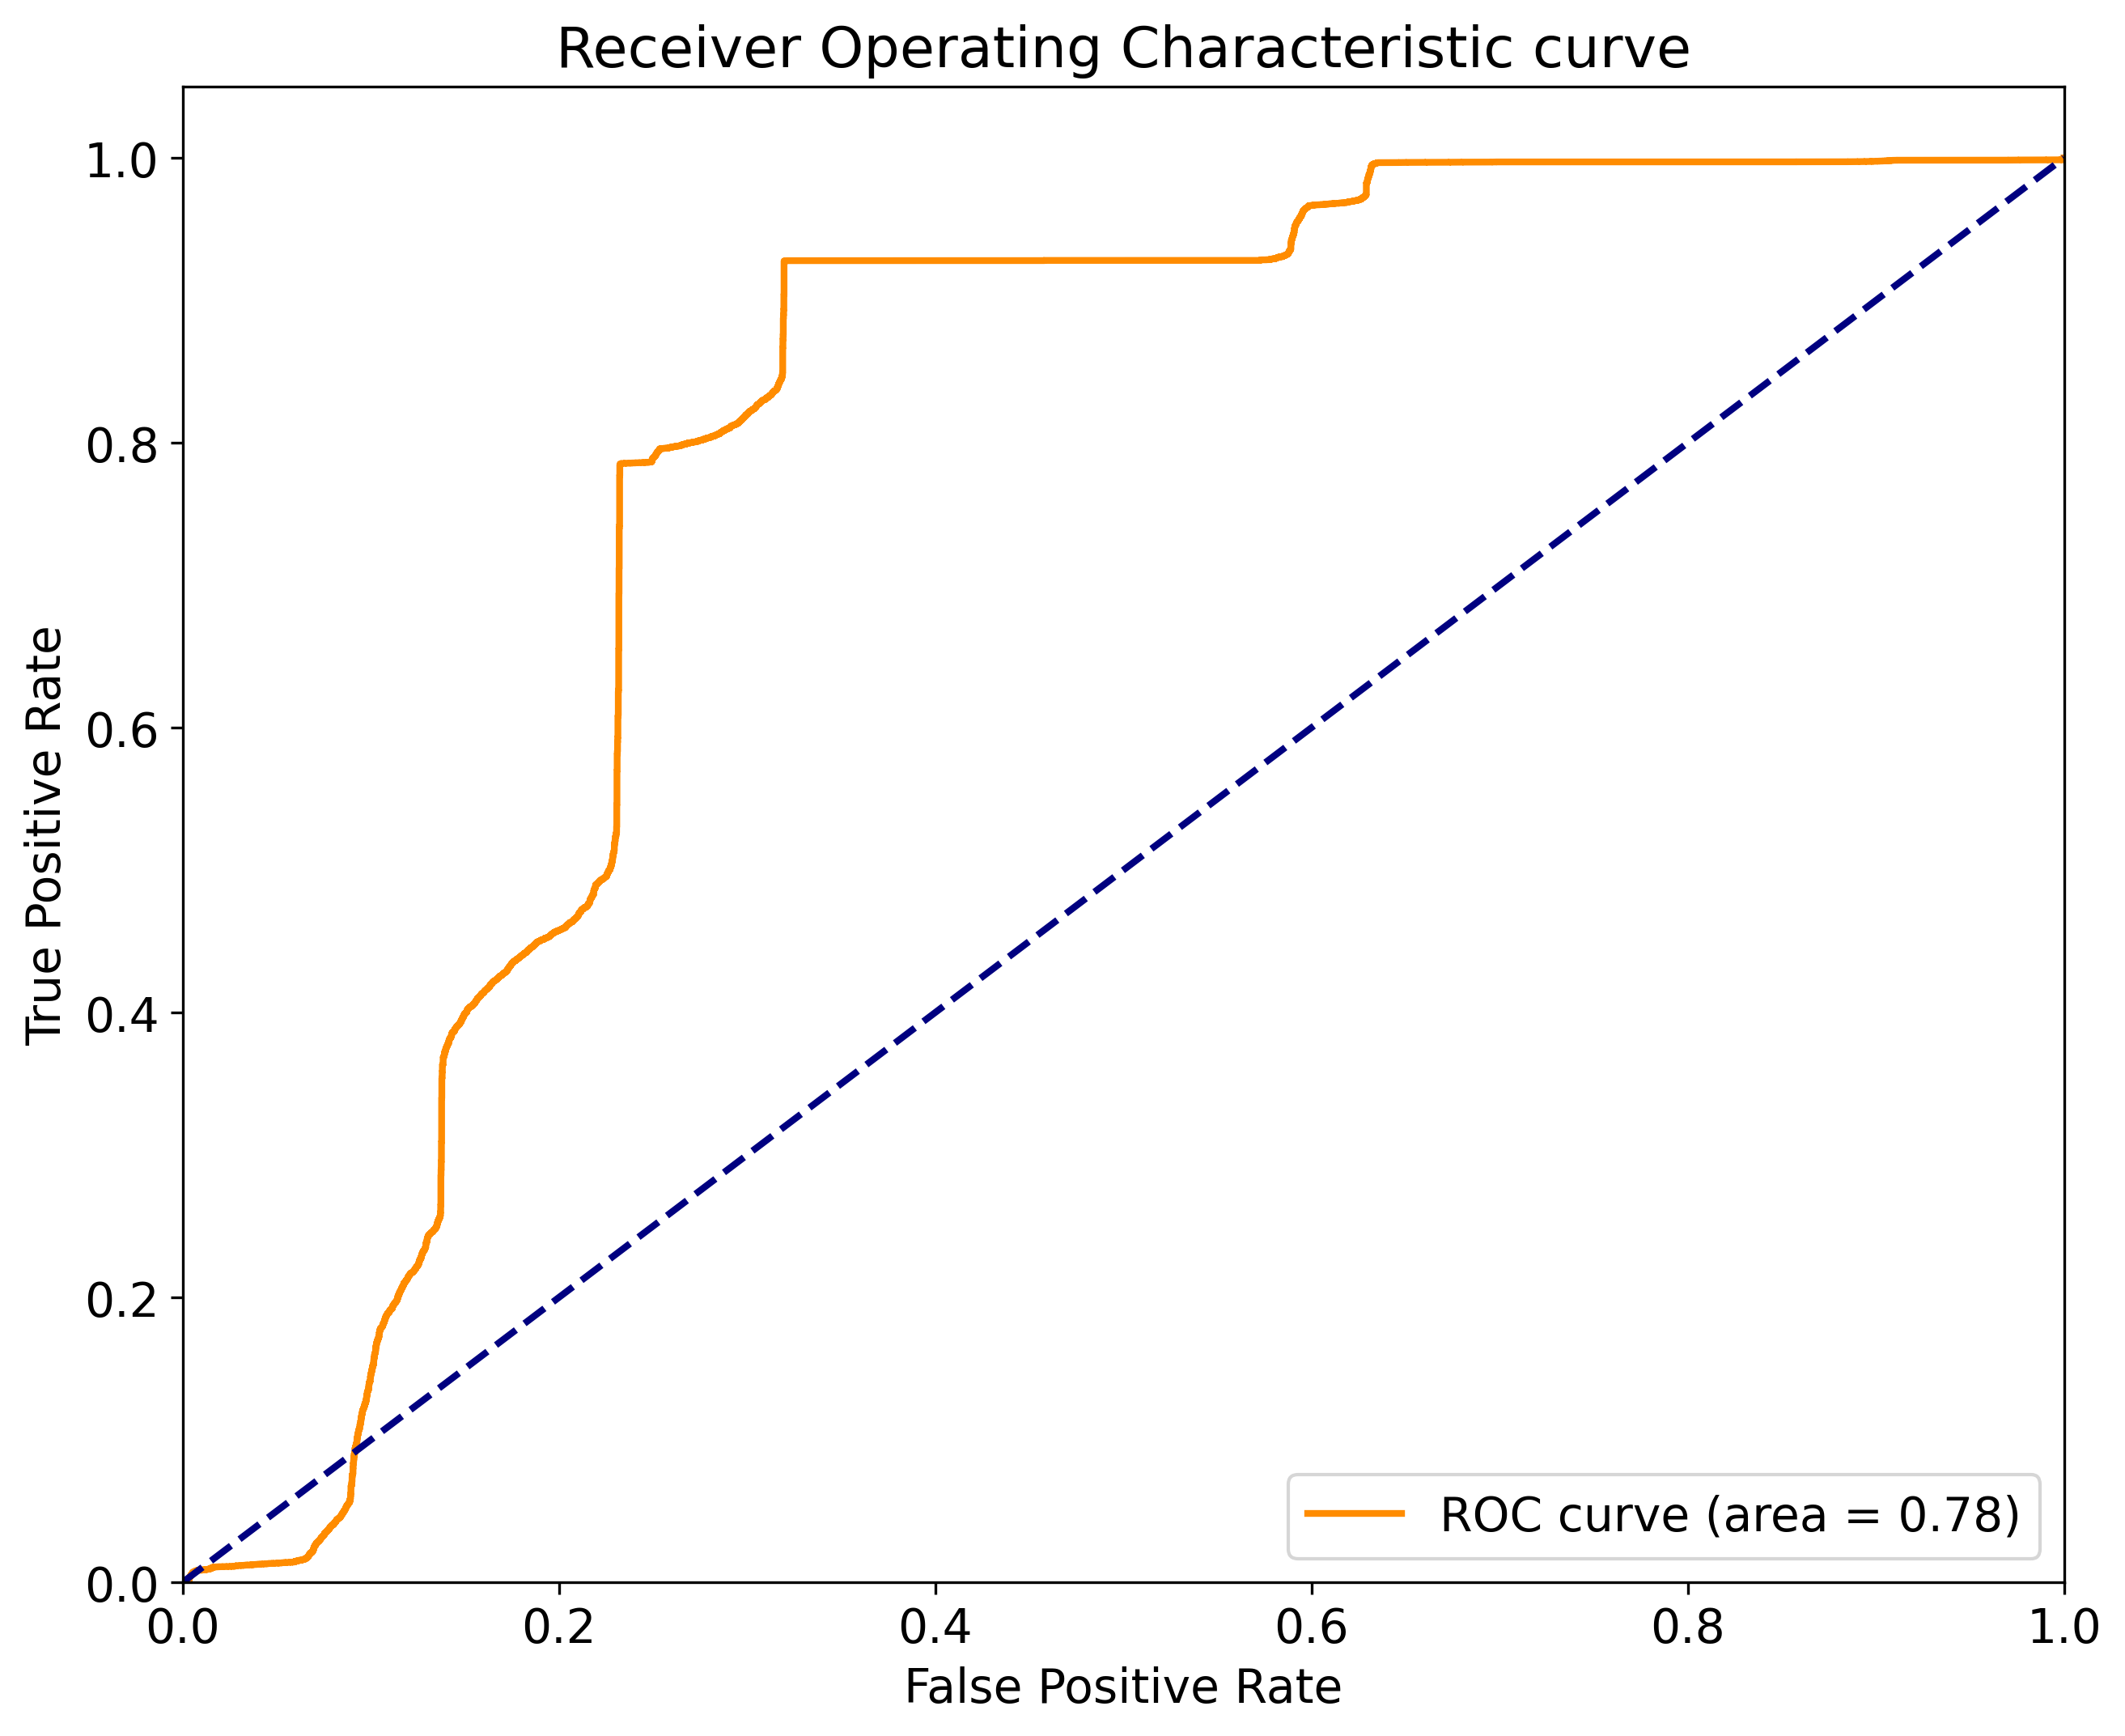 Receiver Operating Characteristic curve
1.0
0.8
0.6
0.4
0.2
0.0
True Positive Rate
ROC curve (area = 0.78)
0.0 0.2 0.4 0.6 0.8 1.0
False Positive Rate